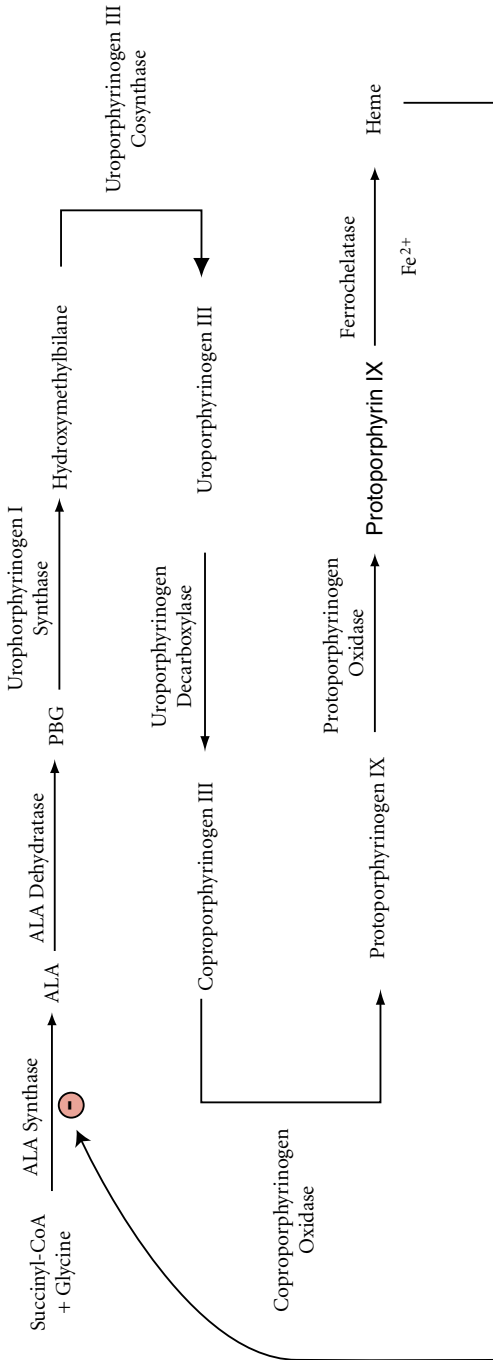 Succinyl-CoA
+ Glycine
ALA Synthase
-
ALA
ALA Dehydratase
PBG
Urophorphyrinogen I
Synthase
Hydroxymethylbilane
Uroporphyrinogen III
Cosynthase
Uroporphyrinogen III
Uroporphyrinogen
Decarboxylase
Coproporphyrinogen III
Coproporphyrinogen
Oxidase
Protoporphyrinogen IX
Protoporphyrinogen
Oxidase
Protoporphyrin IX
Ferrochelatase
Fe²⁺
Heme